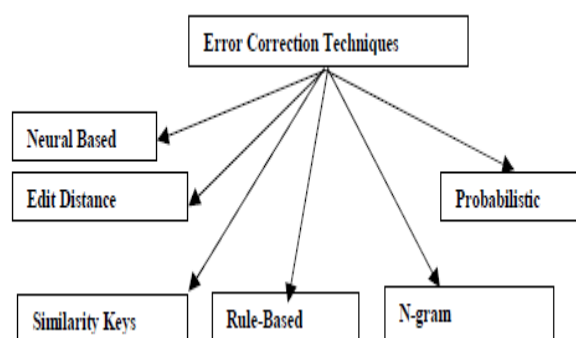 Error Correction Techniques
Neural Based
Edit Distance
Probabilistic
Similarity Keys
Rule-Based
N-gram